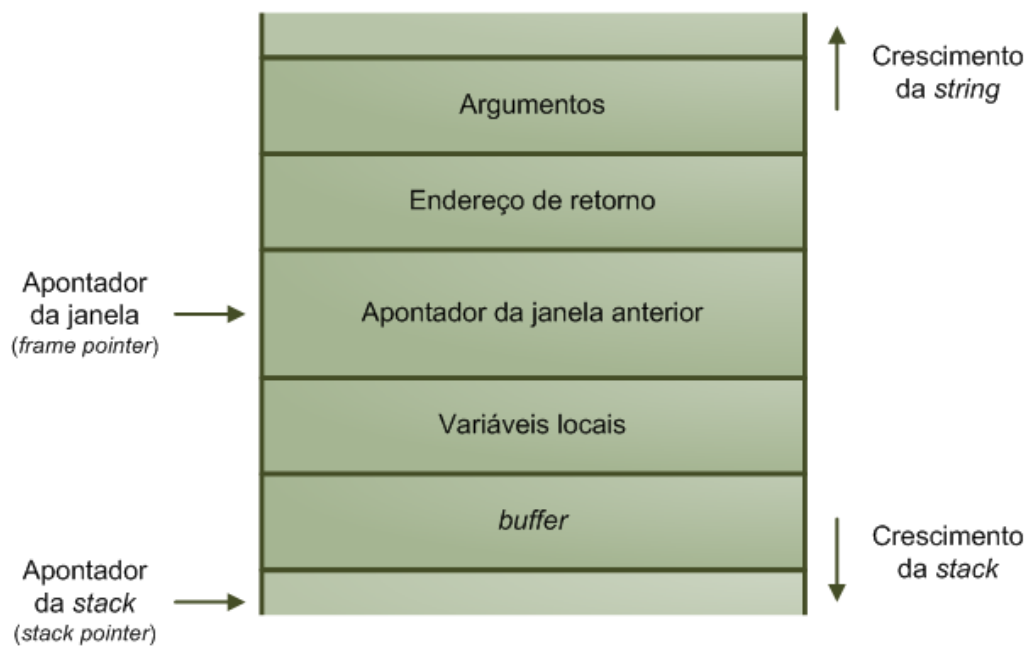 Crescimento
da string
Argumentos
Endereço de retorno
Apontador
da janela
(frame pointer)
Apontador da janela anterior
Variáveis locais
buffer
Crescimento
da stack
Apontador
da stack
(stack pointer)